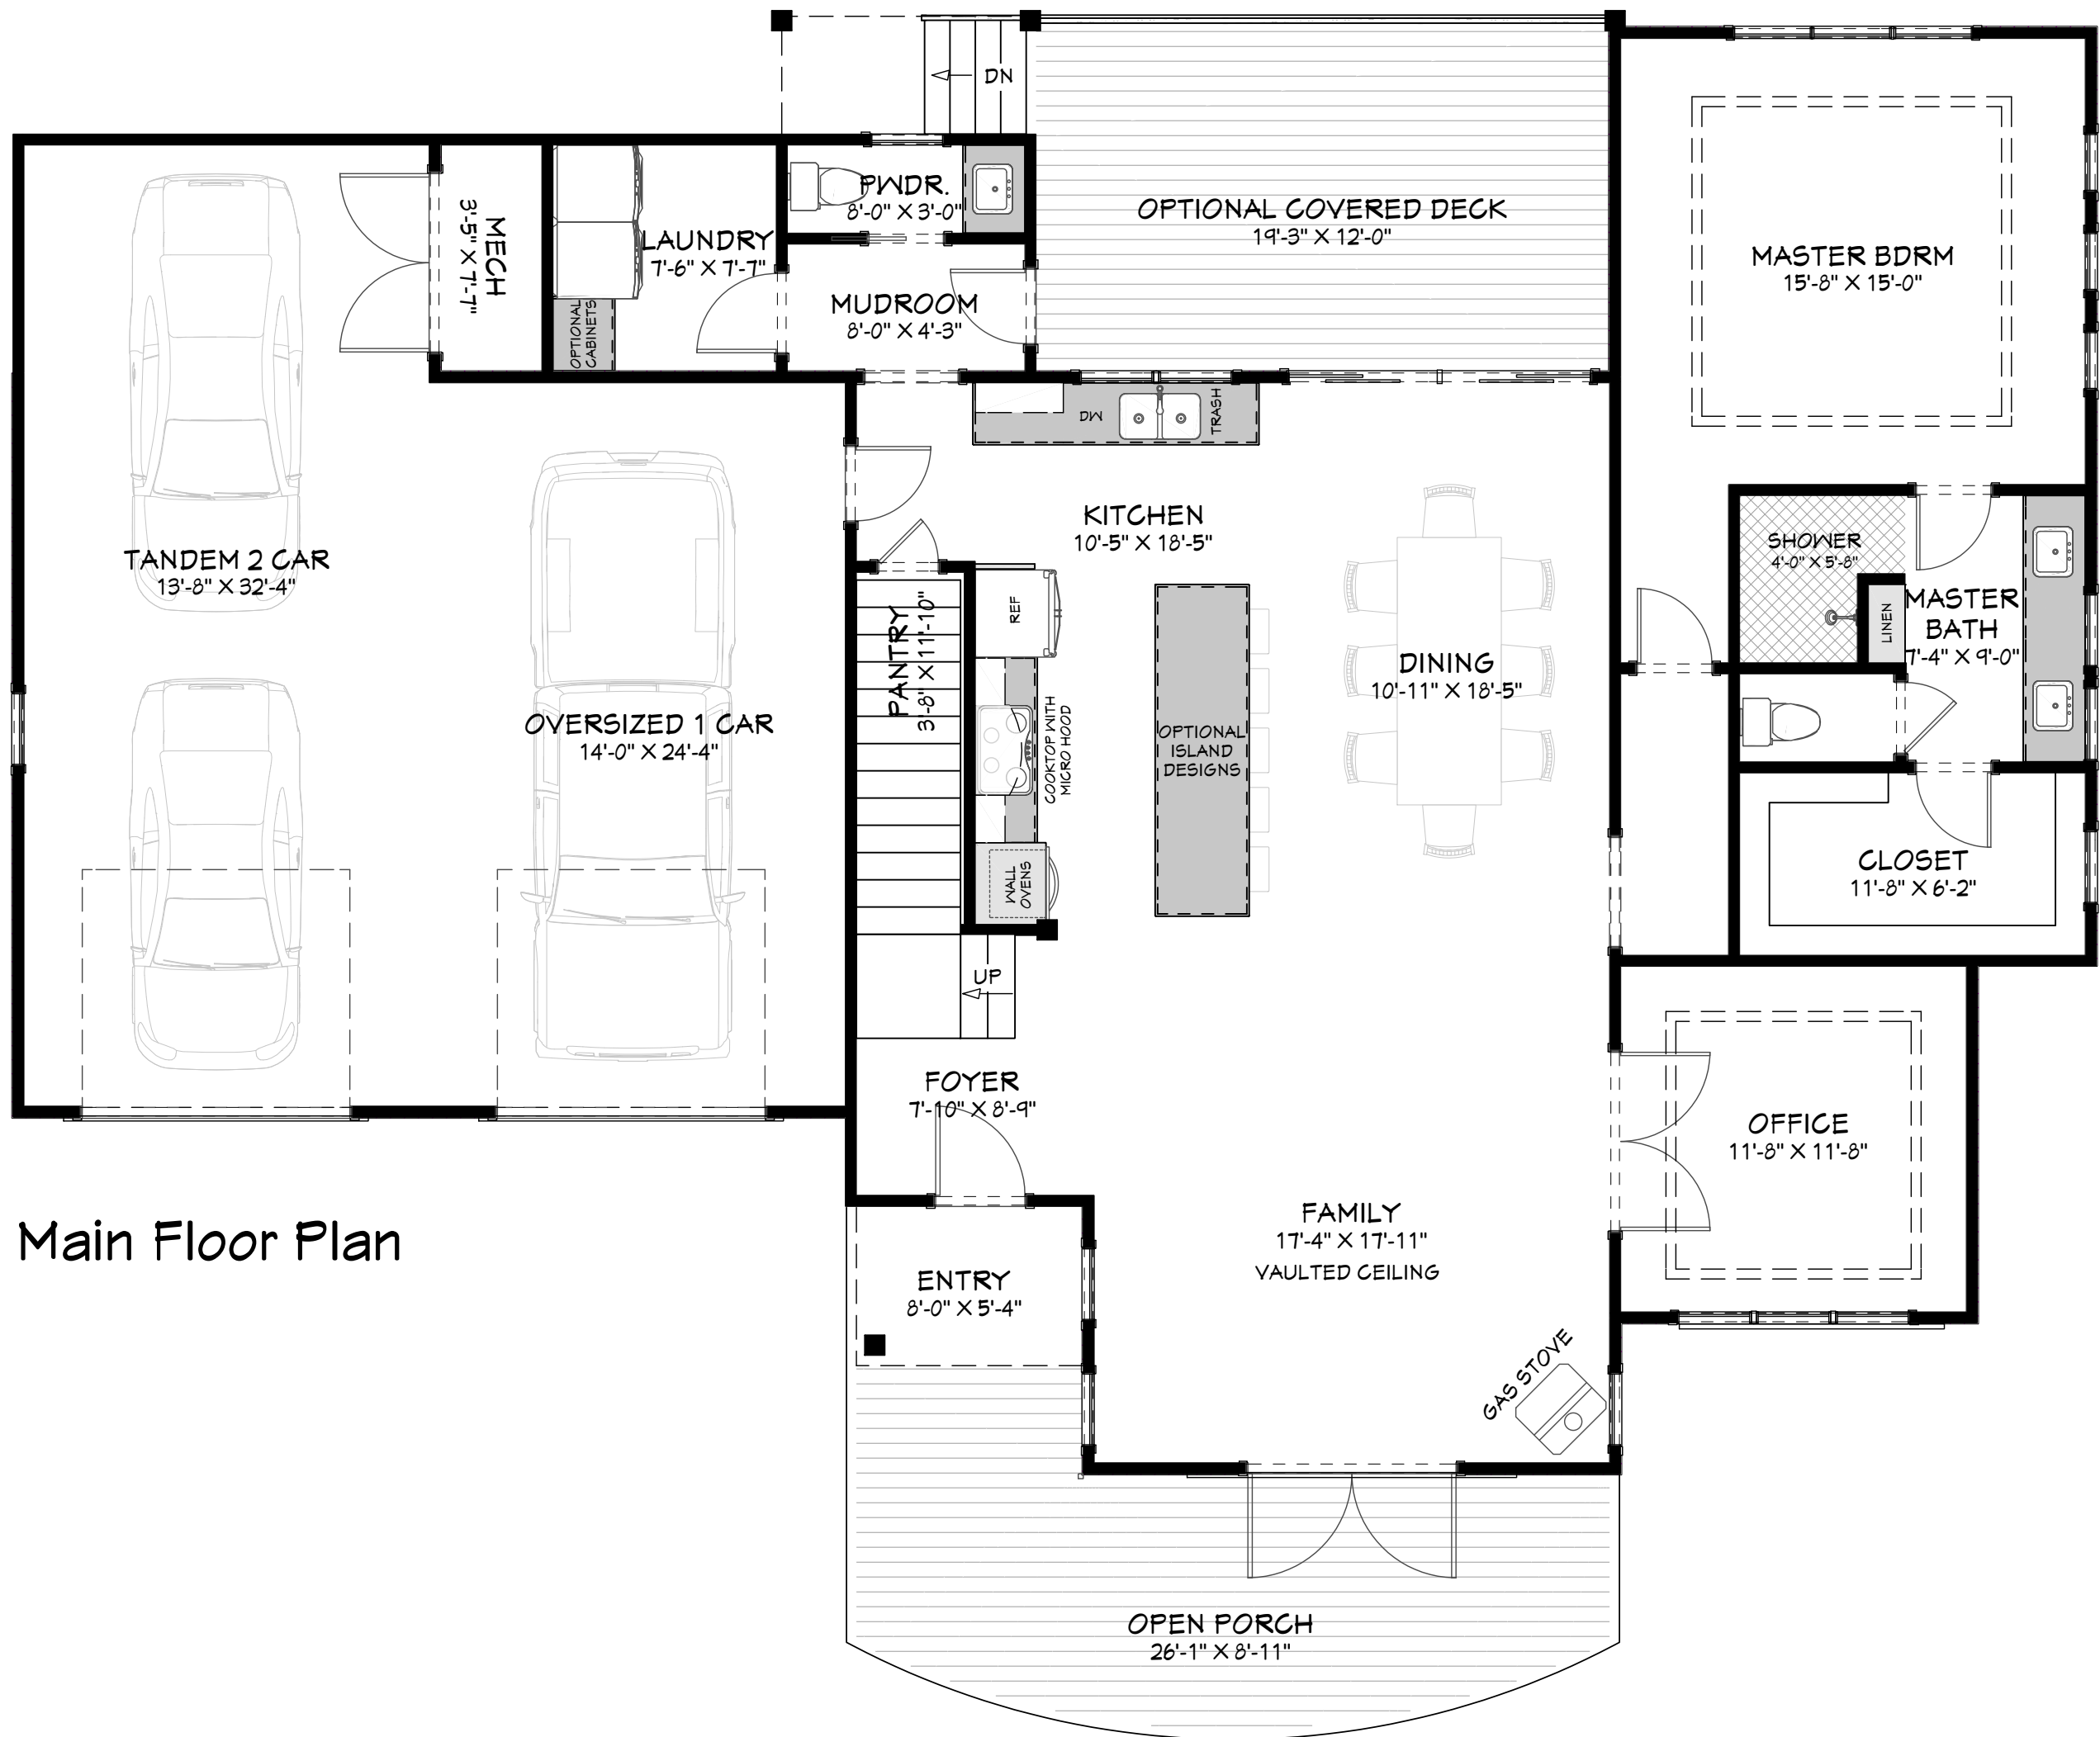 DN
PWDR.
8'-0" X 3'-0"
OPTIONAL COVERED DECK
19'-3" X 12'-0"
MASTER BDRM
15'-8" X 15'-0"
MECH
3'-5" X 7'-7"
LAUNDRY
7'-6" X 7'-7"
OPTIONAL
CABINETS
MUDROOM
8'-0" X 4'-3"
DW
TRASH
KITCHEN
10'-5" X 18'-5"
TANDEM 2 CAR
13'-8" X 32'-4"
SHOWER
4'-0" X 5'-8"
LINEN
MASTER
BATH
7'-4" X 9'-0"
REF
PANTRY
3'-8" X 11'-10"
DINING
10'-11" X 18'-5"
OVERSIZED 1 CAR
14'-0" X 24'-4"
COOKTOP WITH
MICRO HOOD
OPTIONAL
ISLAND
DESIGNS
WALL
OVENS
CLOSET
11'-8" X 6'-2"
UP
FOYER
7'-10" X 8'-9"
OFFICE
11'-8" X 11'-8"
Main Floor Plan
FAMILY
17'-4" X 17'-11"
VAULTED CEILING
ENTRY
8'-0" X 5'-4"
GAS STOVE
OPEN PORCH
26'-1" X 8'-11"